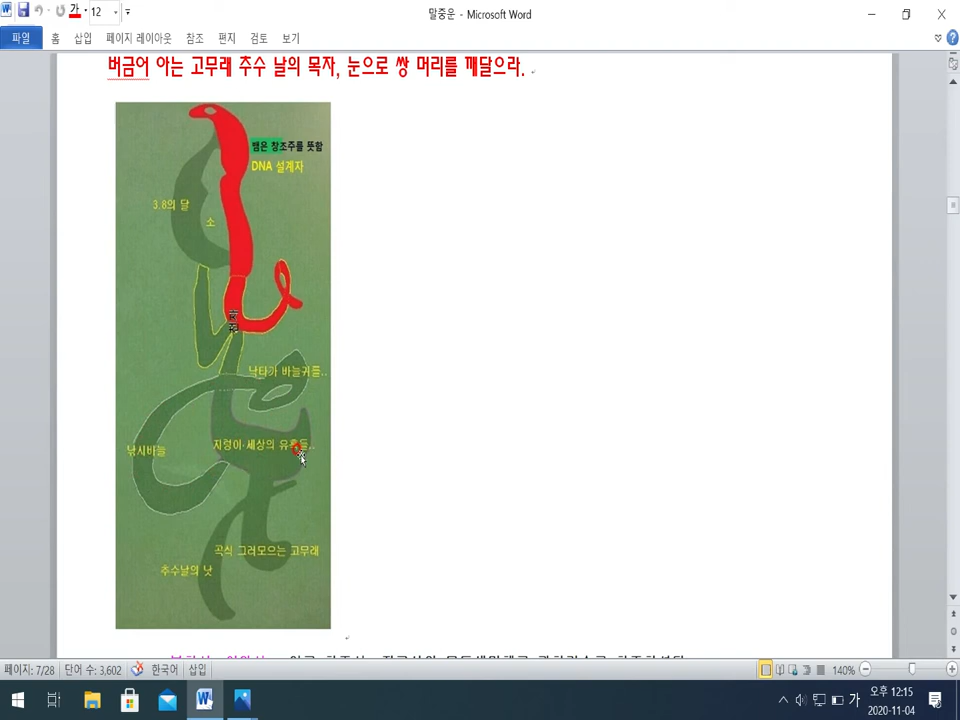 말중운 - Microsoft Word
가 12
파일 홈 삽입 페이지 레이아웃 참조 편지 검토 보기
버금어 아는 고무래 추수 날의 목자, 눈으로 쌍 머리를 깨달으라.
뱀은 창조주를 뜻함
DNA 설계자
3.8의 달
소
낙타가 바늘귀를..
지렁이·세상의 유혹들..
낚시바늘
곡식 그러모으는 고무래
추수날의 낫
페이지: 7/28 단어 수: 3,602 한국어 삽입 140%
가 오후 12:15
2020-11-04